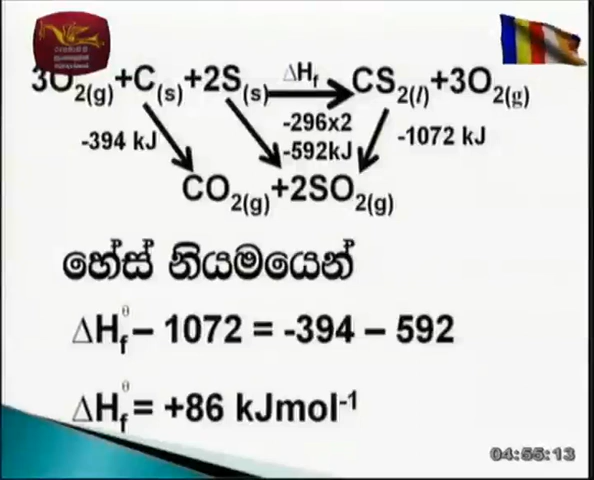 3O₂(g)+C(s)+2S(s) ΔHf CS₂(l)+3O₂(g)
-394 kJ -296x2 -1072 kJ
-592kJ
CO₂(g)+2SO₂(g)
හේස් නියමයෙන්
ΔHf^θ – 1072 = -394 – 592
ΔHf^θ = +86 kJmol⁻¹
04:55:13